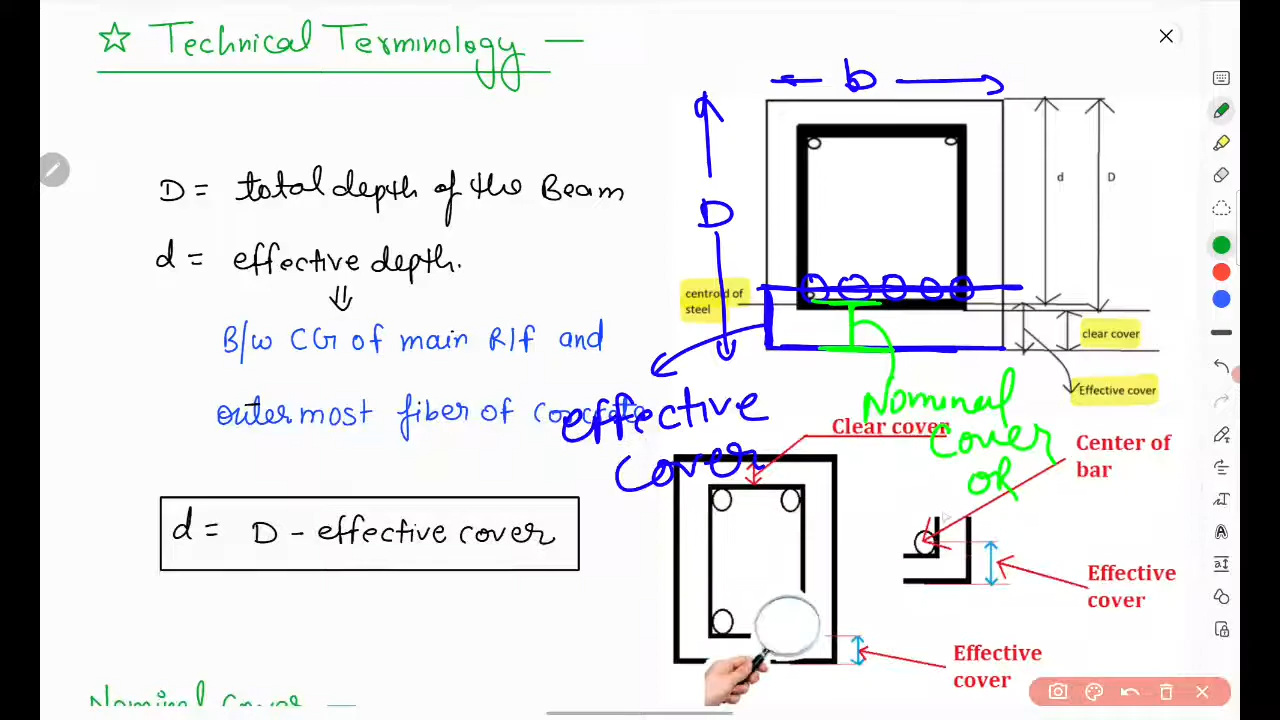 ☆ Technical Terminology —
D = total depth of the Beam
d = effective depth.
⇓
B/w CG of main R/f and
outermost fiber of concrete
d = D - effective cover
Nominal Cover —
b
D
d
D
centroid of
steel
clear cover
Effective cover
effective
cover
Nominal
cover
OR
Clear cover
Center of
bar
Effective
cover
Effective
cover